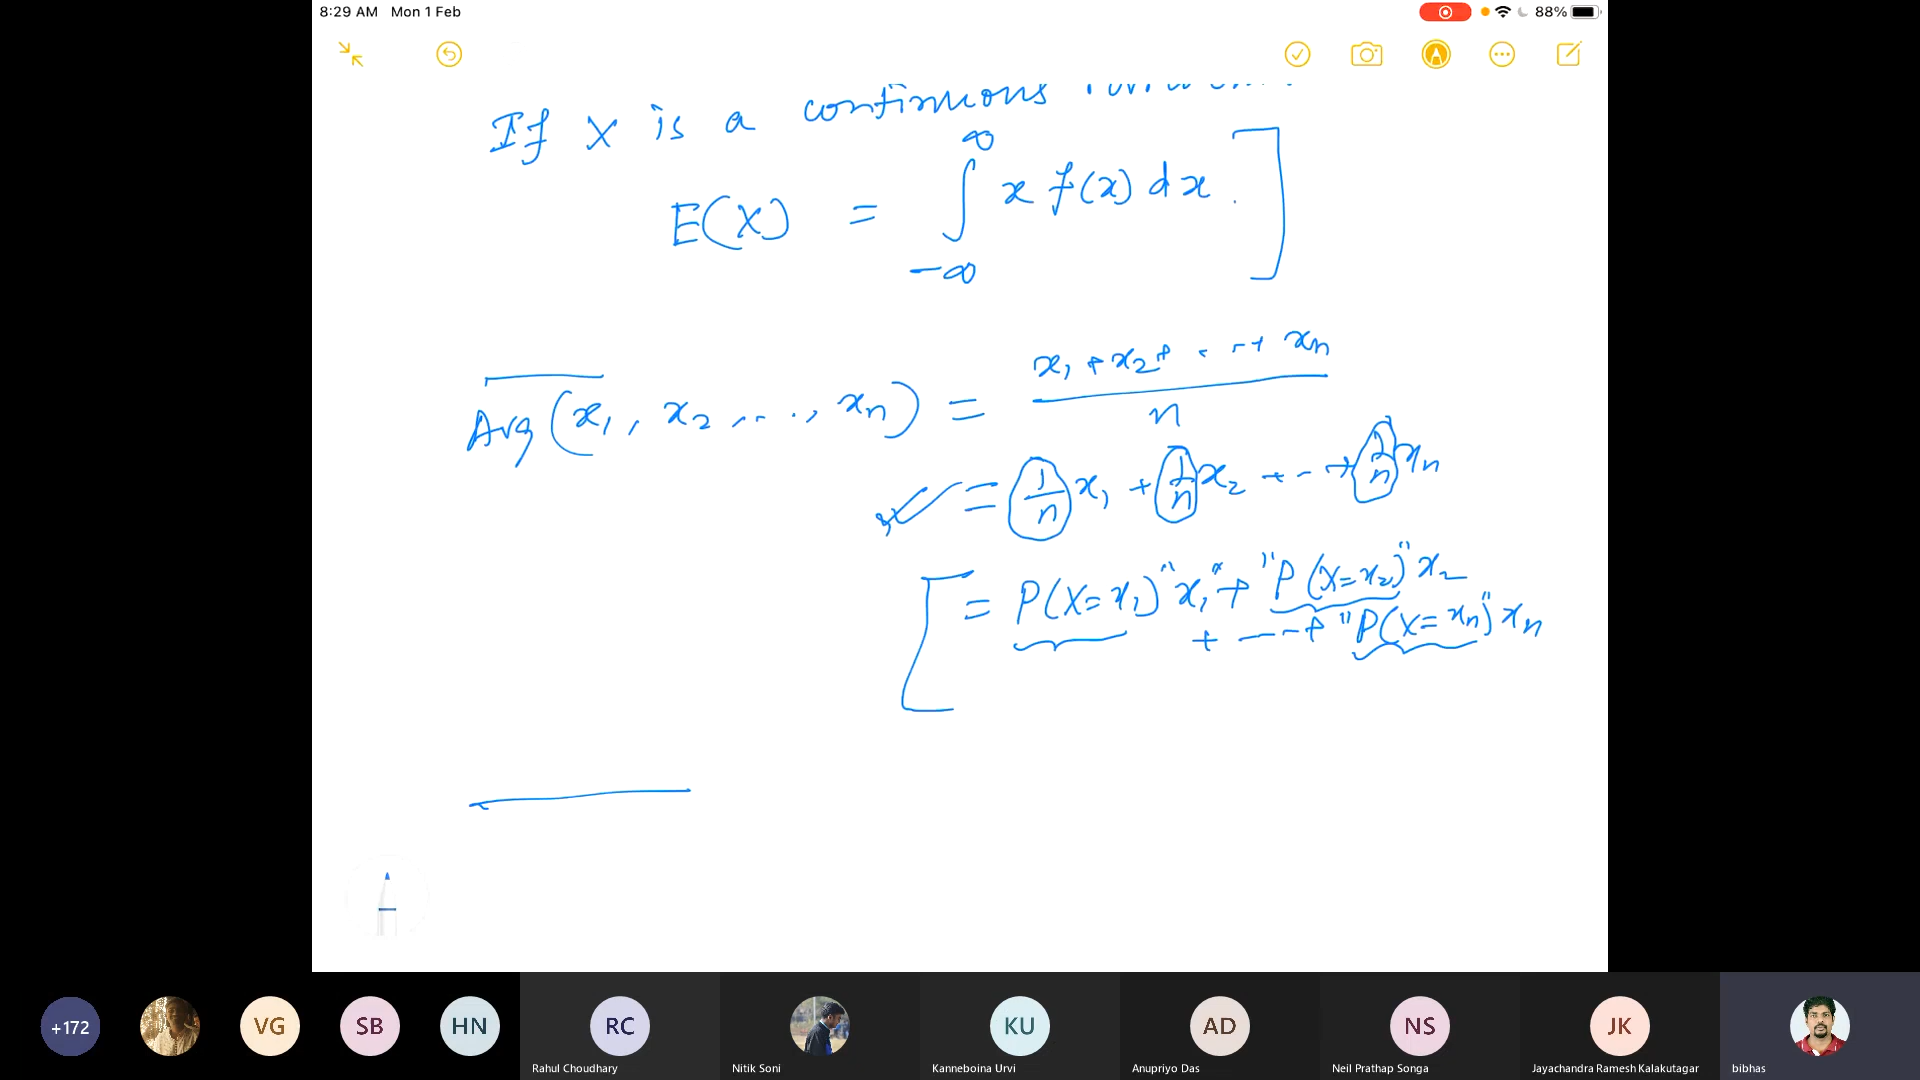 8:29 AM Mon 1 Feb 88%
If X is a continuous
E(X) = ∫_{-∞}^{∞} x f(x) dx.
Avg (x₁, x₂, ..., xₙ) = (x₁ + x₂ + ... + xₙ) / n
= 1/n x₁ + 1/n x₂ + -- + 1/n xₙ
= P(X=x₁)" x₁ + "P(X=x₂)" x₂
+ --- + "P(X=xₙ)" xₙ
+172 VG SB HN RC KU AD NS JK
Rahul Choudhary Nitik Soni Kanneboina Urvi Anupriyo Das Neil Prathap Songa Jayachandra Ramesh Kalakutagar bibhas